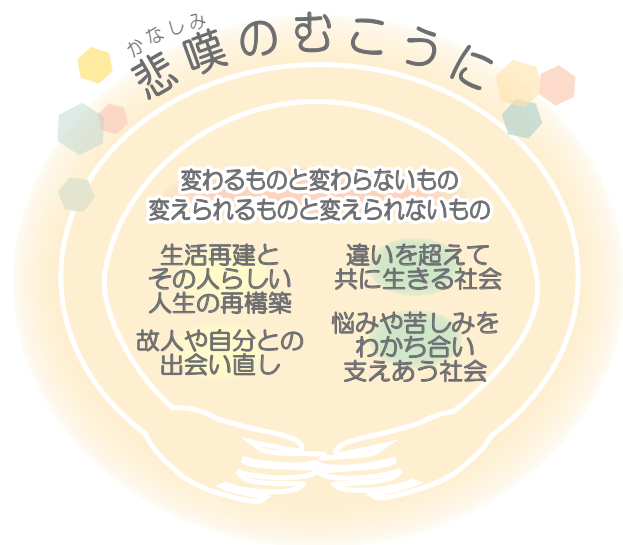 かなしみ
悲嘆のむこうに
変わるものと変わらないもの
変えられるものと変えられないもの
生活再建と
その人らしい
人生の再構築
故人や自分との
出会い直し
違いを超えて
共に生きる社会
悩みや苦しみを
わかち合い
支えあう社会